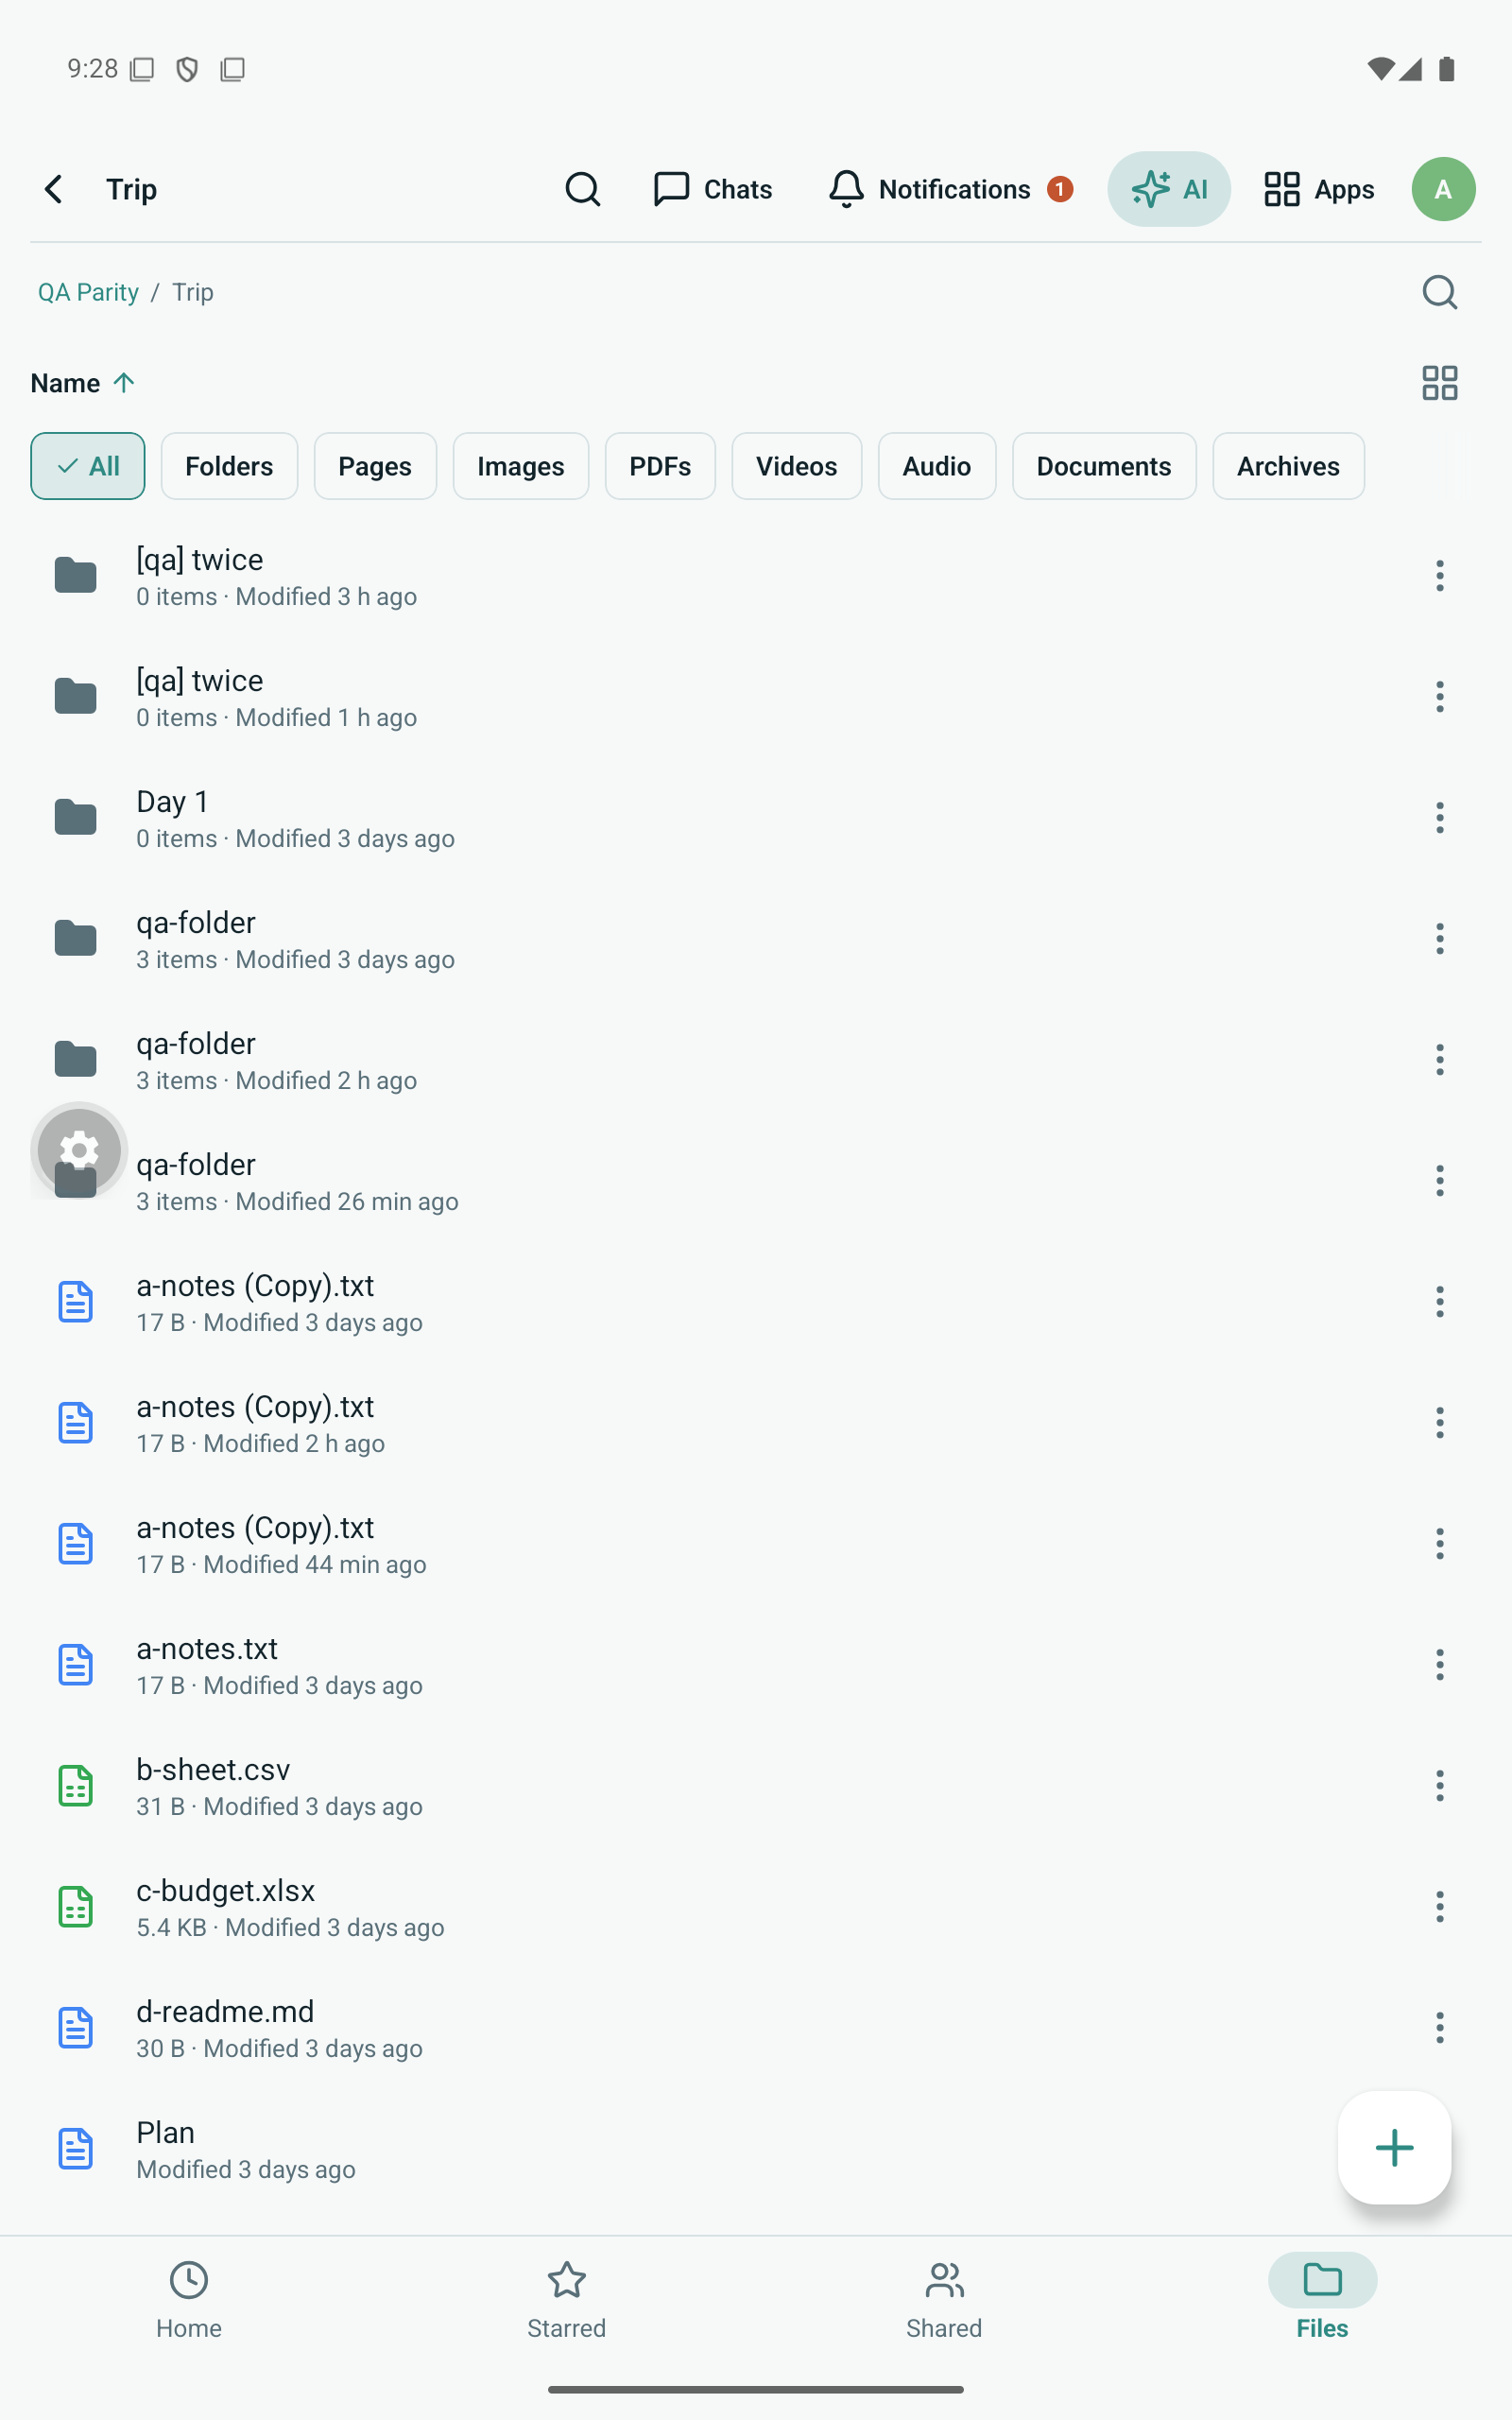 9:28
Trip
Chats
Notifications 1
AI
Apps
A
QA Parity / Trip
Name
All
Folders
Pages
Images
PDFs
Videos
Audio
Documents
Archives
[qa] twice
0 items · Modified 3 h ago
[qa] twice
0 items · Modified 1 h ago
Day 1
0 items · Modified 3 days ago
qa-folder
3 items · Modified 3 days ago
qa-folder
3 items · Modified 2 h ago
qa-folder
3 items · Modified 26 min ago
a-notes (Copy).txt
17 B · Modified 3 days ago
a-notes (Copy).txt
17 B · Modified 2 h ago
a-notes (Copy).txt
17 B · Modified 44 min ago
a-notes.txt
17 B · Modified 3 days ago
b-sheet.csv
31 B · Modified 3 days ago
c-budget.xlsx
5.4 KB · Modified 3 days ago
d-readme.md
30 B · Modified 3 days ago
Plan
Modified 3 days ago
Home
Starred
Shared
Files